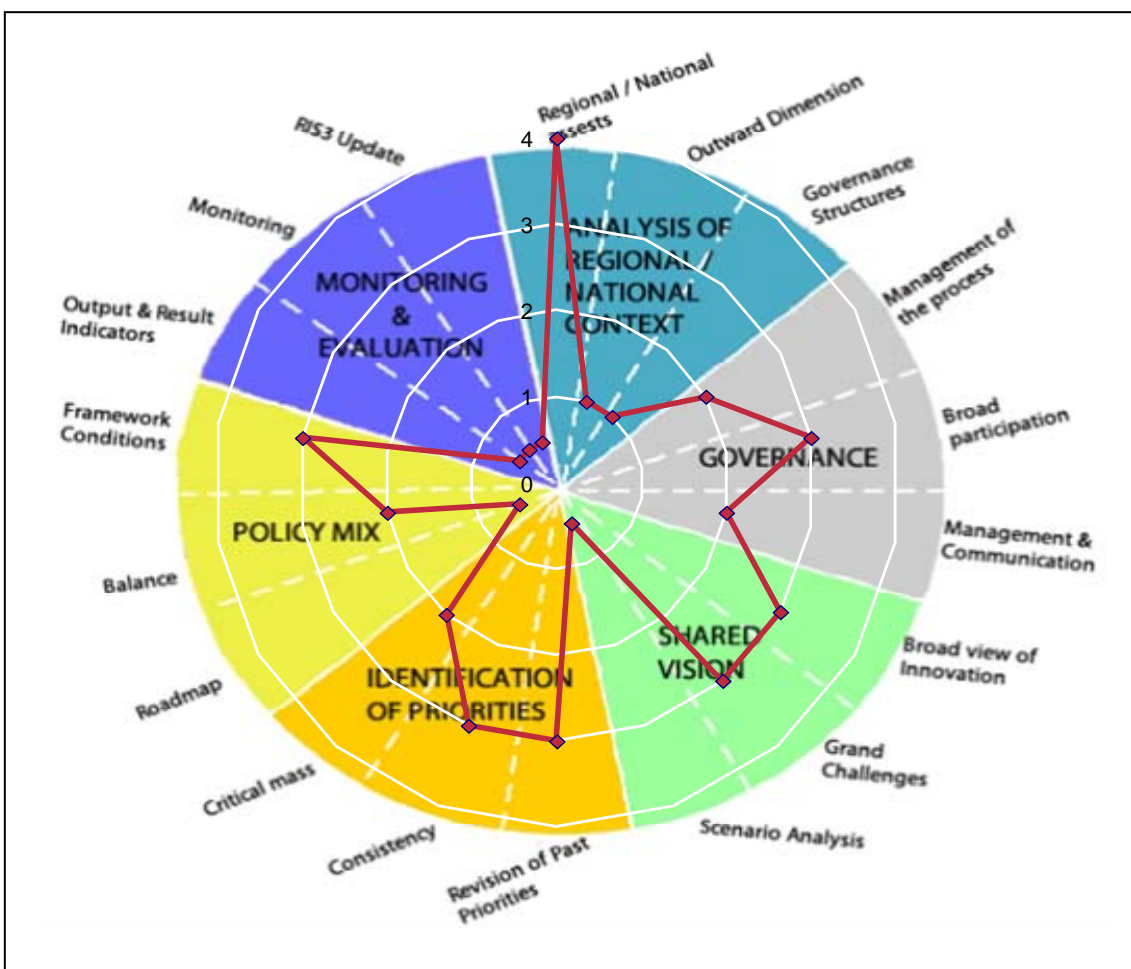 Regional / National
Assests
Outward Dimension
Governance
Structures
Management of
the process
Broad
participation
Management &
Communication
Broad view of
Innovation
Grand
Challenges
Scenario Analysis
Revision of Past
Priorities
Consistency
Critical mass
Roadmap
Balance
Framework
Conditions
Output & Result
Indicators
Monitoring
RIS3 Update
4
3
2
1
0
ANALYSIS OF
REGIONAL /
NATIONAL
CONTEXT
GOVERNANCE
SHARED
VISION
IDENTIFICATION
OF PRIORITIES
POLICY MIX
MONITORING
&
EVALUATION